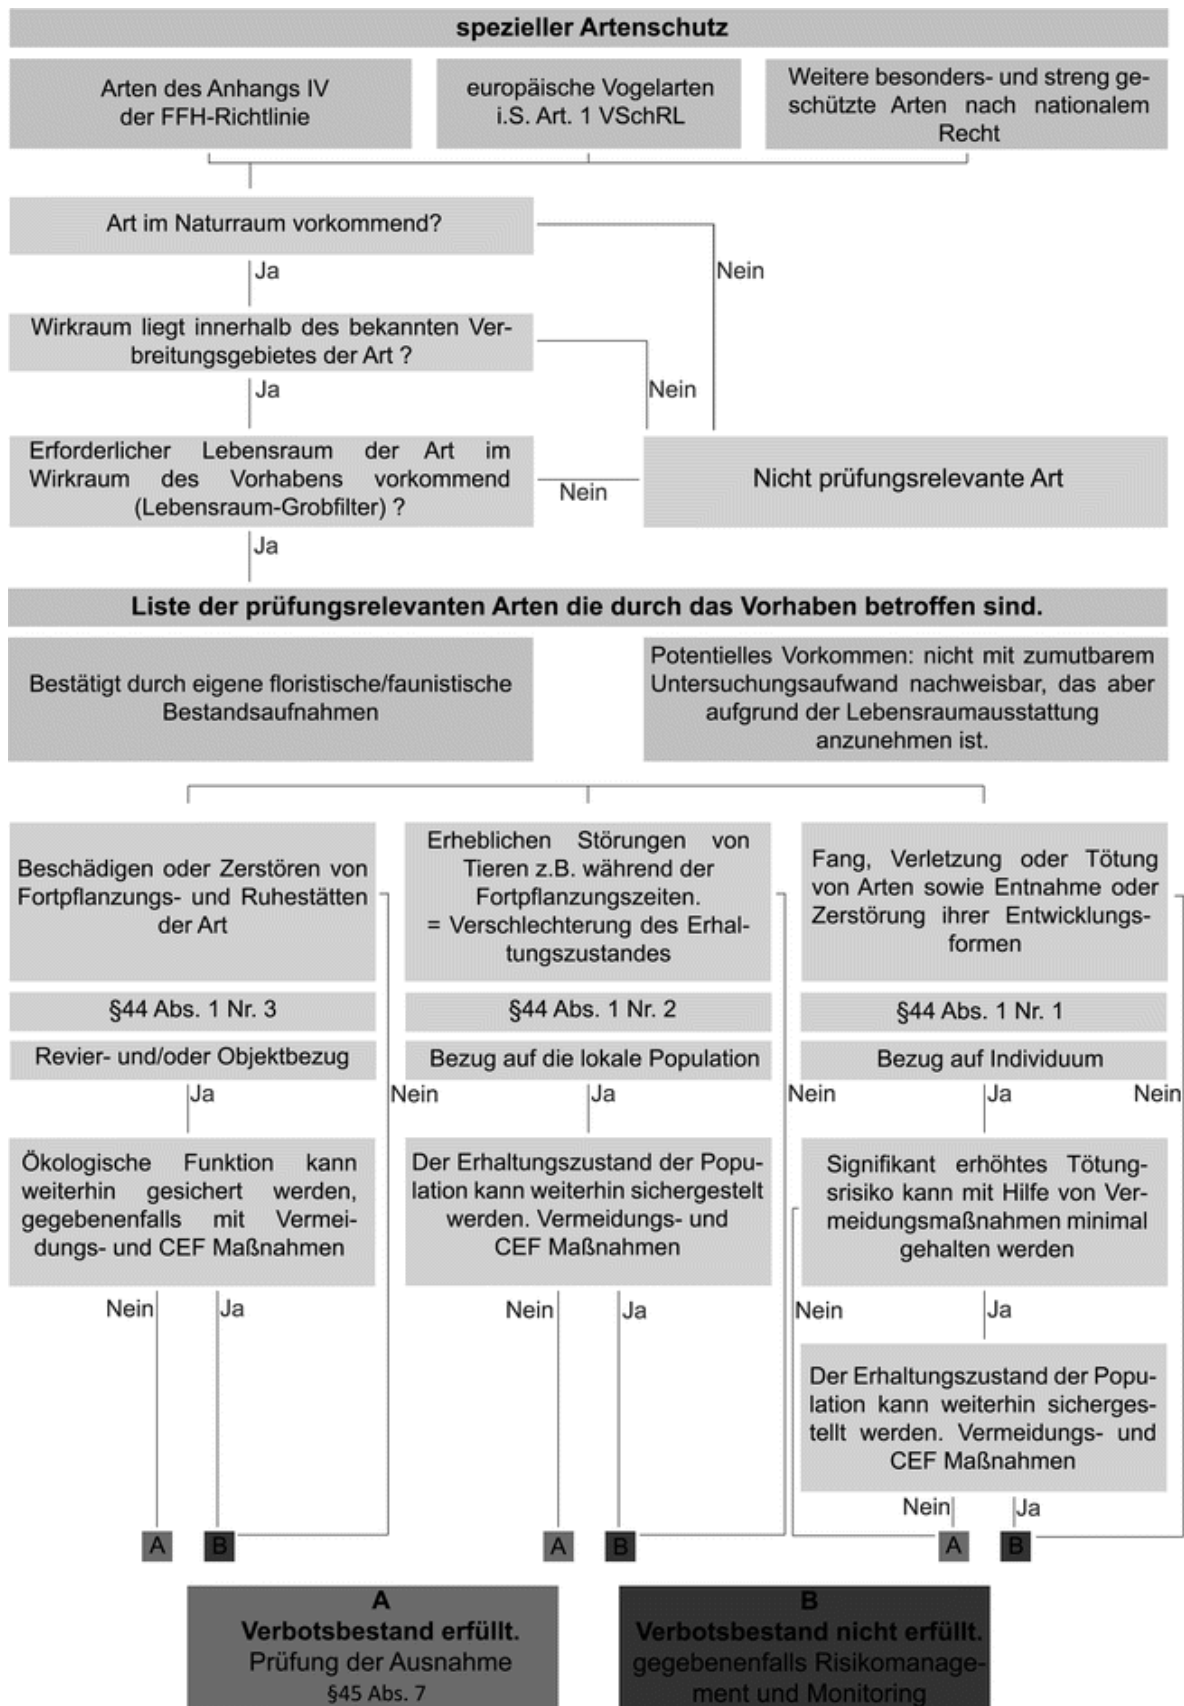 spezieller Artenschutz
Arten des Anhangs IV
der FFH-Richtlinie
europäische Vogelarten
i.S. Art. 1 VSchRL
Weitere besonders- und streng ge-
schützte Arten nach nationalem
Recht
Art im Naturraum vorkommend?
Ja
Nein
Wirkraum liegt innerhalb des bekannten Ver-
breitungsgebietes der Art ?
Ja
Nein
Erforderlicher Lebensraum der Art im
Wirkraum des Vorhabens vorkommend
(Lebensraum-Grobfilter) ?
Nein
Nicht prüfungsrelevante Art
Ja
Liste der prüfungsrelevanten Arten die durch das Vorhaben betroffen sind.
Bestätigt durch eigene floristische/faunistische
Bestandsaufnahmen
Potentielles Vorkommen: nicht mit zumutbarem
Untersuchungsaufwand nachweisbar, das aber
aufgrund der Lebensraumausstattung
anzunehmen ist.
Beschädigen oder Zerstören von
Fortpflanzungs- und Ruhestätten
der Art
§44 Abs. 1 Nr. 3
Revier- und/oder Objektbezug
Ja
Nein
Ökologische Funktion kann
weiterhin gesichert werden,
gegebenenfalls mit Vermei-
dungs- und CEF Maßnahmen
Nein
Ja
A
B
Erheblichen Störungen von
Tieren z.B. während der
Fortpflanzungszeiten.
= Verschlechterung des Erhal-
tungszustandes
§44 Abs. 1 Nr. 2
Bezug auf die lokale Population
Ja
Nein
Der Erhaltungszustand der Popu-
lation kann weiterhin sichergestelt
werden. Vermeidungs- und
CEF Maßnahmen
Nein
Ja
A
B
Fang, Verletzung oder Tötung
von Arten sowie Entnahme oder
Zerstörung ihrer Entwicklungs-
formen
§44 Abs. 1 Nr. 1
Bezug auf Individuum
Ja
Nein
Signifikant erhöhtes Tötung-
srisiko kann mit Hilfe von Ver-
meidungsmaßnahmen minimal
gehalten werden
Nein
Ja
Der Erhaltungszustand der Popu-
lation kann weiterhin sicherges-
tellt werden. Vermeidungs- und
CEF Maßnahmen
Nein
Ja
A
B
A
Verbotsbestand erfüllt.
Prüfung der Ausnahme
§45 Abs. 7
B
Verbotsbestand nicht erfüllt.
gegebenenfalls Risikomanage-
ment und Monitoring